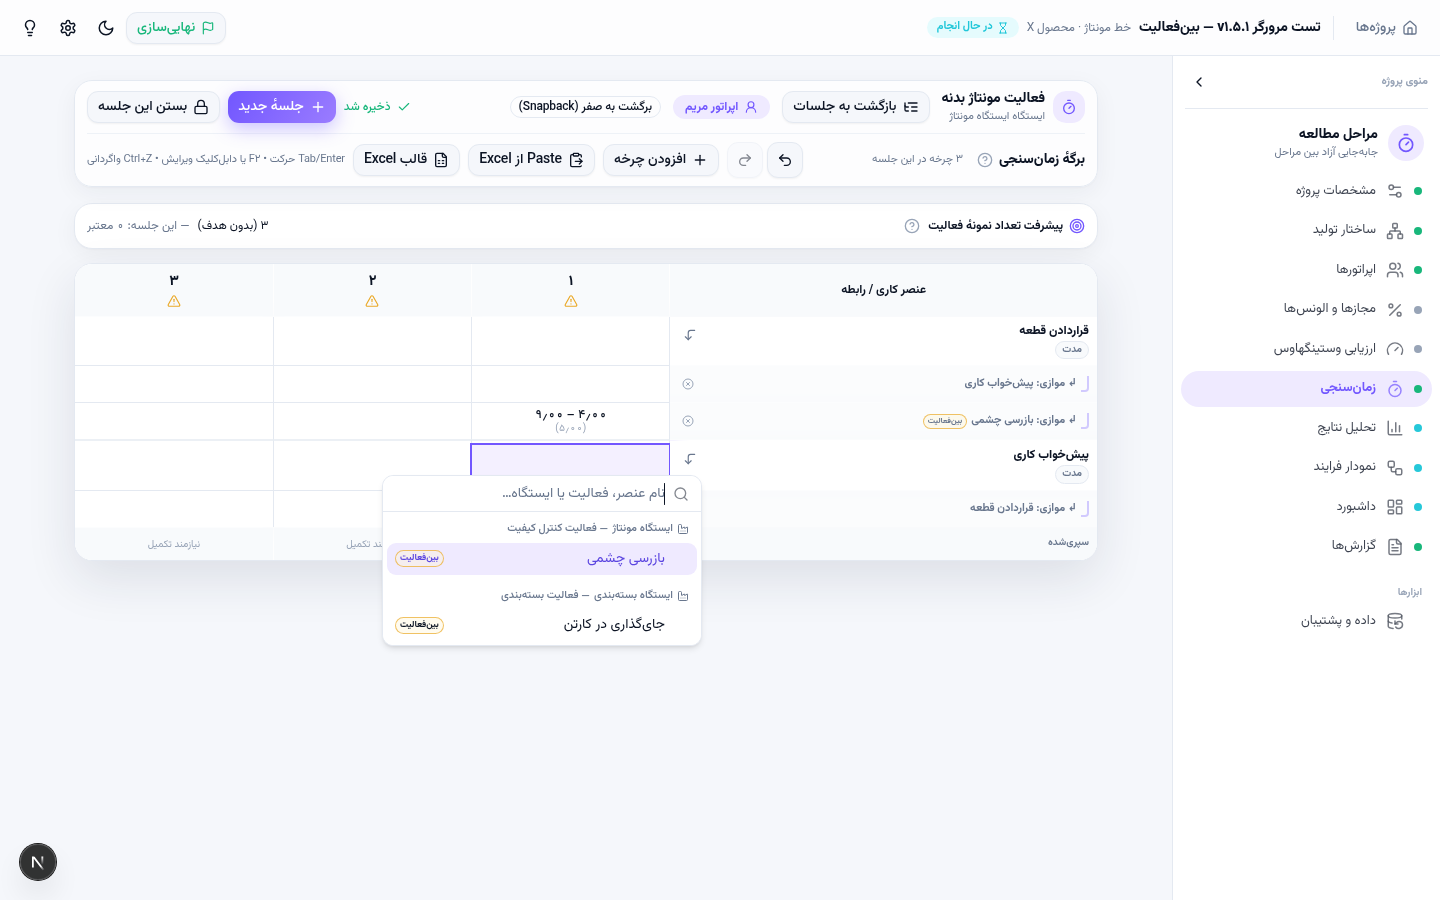 پروژه‌ها
تست مرورگر v1.5.1 — بین‌فعالیت
خط مونتاژ · محصول X
در حال انجام
نهایی‌سازی
منوی پروژه
مراحل مطالعه
جابه‌جایی آزاد بین مراحل
مشخصات پروژه
ساختار تولید
اپراتورها
مجازها و الونس‌ها
ارزیابی وستینگهاوس
زمان‌سنجی
تحلیل نتایج
نمودار فرایند
داشبورد
گزارش‌ها
ابزارها
داده و پشتیبان
فعالیت مونتاژ بدنه
ایستگاه ایستگاه مونتاژ
بازگشت به جلسات
اپراتور مریم
برگشت به صفر (Snapback)
ذخیره شد
جلسهٔ جدید
بستن این جلسه
برگهٔ زمان‌سنجی
۳ چرخه در این جلسه
افزودن چرخه
Paste از Excel
قالب Excel
Tab/Enter حرکت • F۲ یا دابل‌کلیک ویرایش • Ctrl+Z واگردانی
پیشرفت تعداد نمونهٔ فعالیت
۳ (بدون هدف) — این جلسه: ۰ معتبر
عنصر کاری / رابطه
۱
۲
۳
قراردادن قطعه
مدت
↲ موازی: پیش‌خواب کاری
↲ موازی: بازرسی چشمی
بین‌فعالیت
۴٫۰۰ – ۹٫۰۰
(۵٫۰۰)
پیش‌خواب کاری
مدت
↲ موازی: قراردادن قطعه
سپری‌شده
نیازمند تکمیل
نام عنصر، فعالیت یا ایستگاه…
ایستگاه مونتاژ — فعالیت کنترل کیفیت
بازرسی چشمی
بین‌فعالیت
ایستگاه بسته‌بندی — فعالیت بسته‌بندی
جای‌گذاری در کارتن
بین‌فعالیت
N